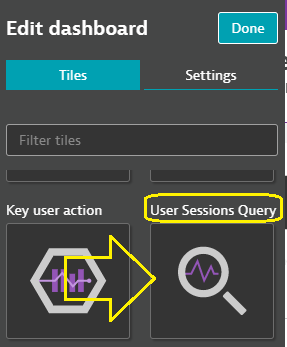 Edit dashboard
Done
Tiles
Settings
Filter tiles
Key user action
User Sessions Query